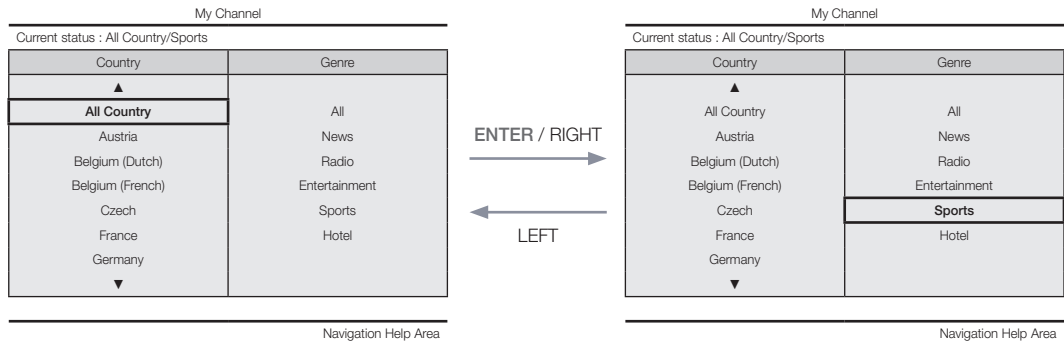 My Channel
Current status : All Country/Sports
Country Genre
▲
All Country All
Austria News
Belgium (Dutch) Radio
Belgium (French) Entertainment
Czech Sports
France Hotel
Germany
▼
Navigation Help Area
ENTER / RIGHT
LEFT
My Channel
Current status : All Country/Sports
Country Genre
▲
All Country All
Austria News
Belgium (Dutch) Radio
Belgium (French) Entertainment
Czech Sports
France Hotel
Germany
▼
Navigation Help Area